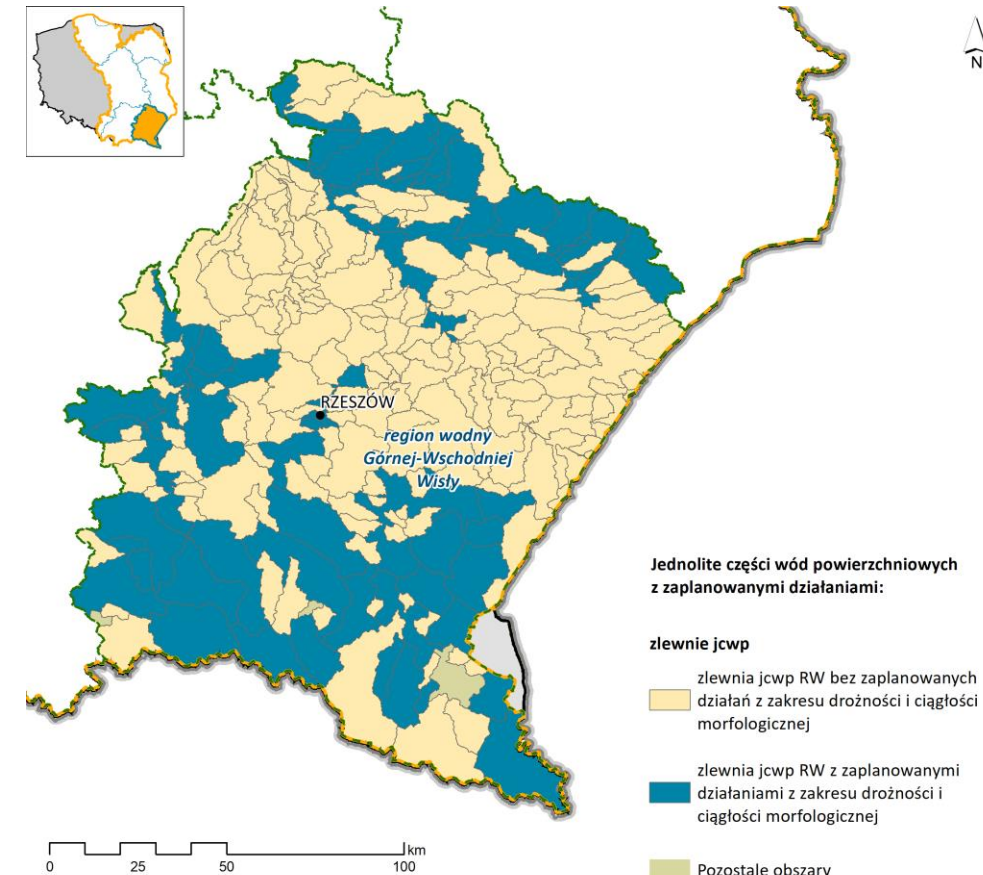 N
RZESZÓW
region wodny
Górnej-Wschodniej
Wisły
Jednolite części wód powierzchniowych
z zaplanowanymi działaniami:
zlewnie jcwp
zlewnia jcwp RW bez zaplanowanych
działań z zakresu drożności i ciągłości
morfologicznej
zlewnia jcwp RW z zaplanowanymi
działaniami z zakresu drożności i
ciągłości morfologicznej
Pozostałe obszary
km
0 25 50 100